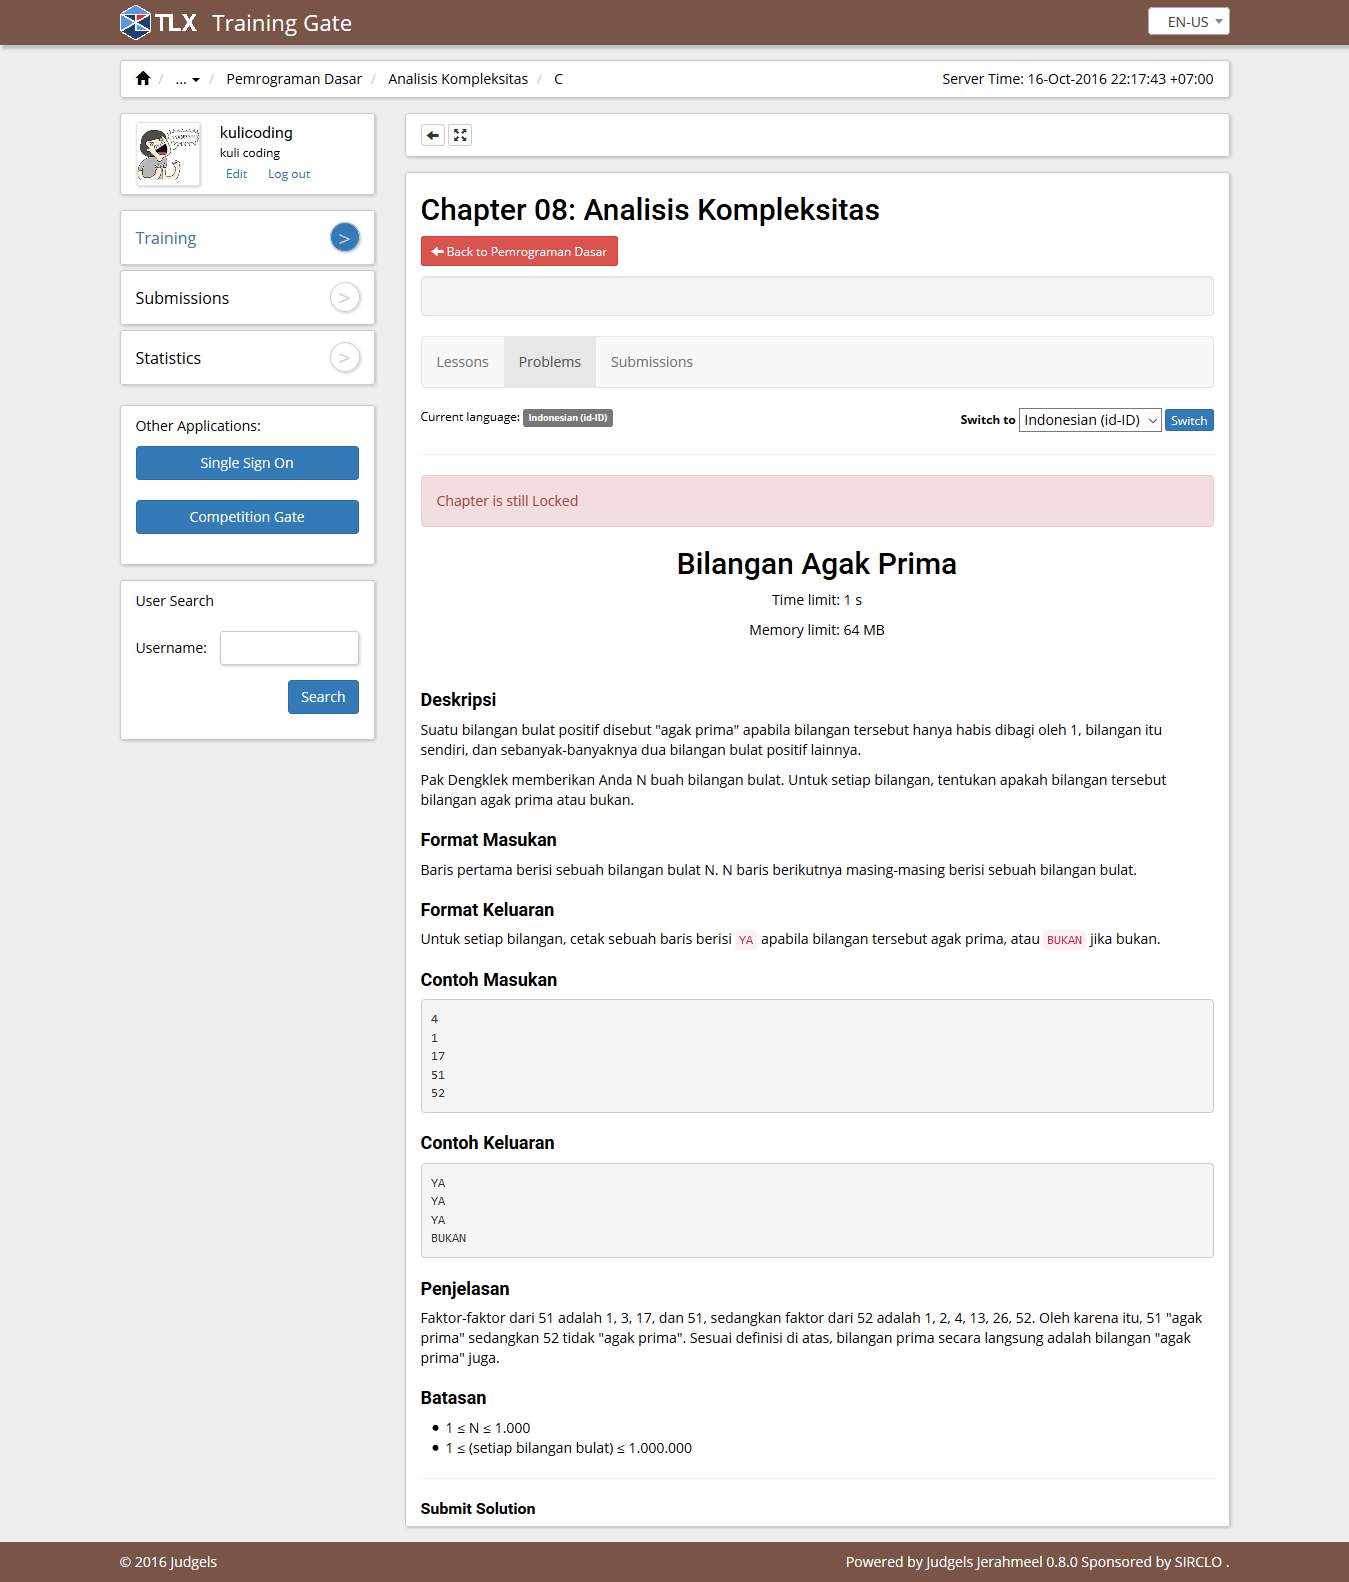 TLX Training Gate
EN-US
... / Pemrograman Dasar / Analisis Kompleksitas / C
Server Time: 16-Oct-2016 22:17:43 +07:00
kulicoding
kuli coding
Edit Log out
Training >
Submissions >
Statistics >
Other Applications:
Single Sign On
Competition Gate
User Search
Username:
Search
Chapter 08: Analisis Kompleksitas
Back to Pemrograman Dasar
Lessons Problems Submissions
Current language: Indonesian (id-ID)
Switch to Indonesian (id-ID) Switch
Chapter is still Locked
Bilangan Agak Prima
Time limit: 1 s
Memory limit: 64 MB
Deskripsi
Suatu bilangan bulat positif disebut "agak prima" apabila bilangan tersebut hanya habis dibagi oleh 1, bilangan itu
sendiri, dan sebanyak-banyaknya dua bilangan bulat positif lainnya.
Pak Dengklek memberikan Anda N buah bilangan bulat. Untuk setiap bilangan, tentukan apakah bilangan tersebut
bilangan agak prima atau bukan.
Format Masukan
Baris pertama berisi sebuah bilangan bulat N. N baris berikutnya masing-masing berisi sebuah bilangan bulat.
Format Keluaran
Untuk setiap bilangan, cetak sebuah baris berisi YA apabila bilangan tersebut agak prima, atau BUKAN jika bukan.
Contoh Masukan
4
1
17
51
52
Contoh Keluaran
YA
YA
YA
BUKAN
Penjelasan
Faktor-faktor dari 51 adalah 1, 3, 17, dan 51, sedangkan faktor dari 52 adalah 1, 2, 4, 13, 26, 52. Oleh karena itu, 51 "agak
prima" sedangkan 52 tidak "agak prima". Sesuai definisi di atas, bilangan prima secara langsung adalah bilangan "agak
prima" juga.
Batasan
• 1 ≤ N ≤ 1.000
• 1 ≤ (setiap bilangan bulat) ≤ 1.000.000
Submit Solution
© 2016 Judgels
Powered by Judgels Jerahmeel 0.8.0 Sponsored by SIRCLO .